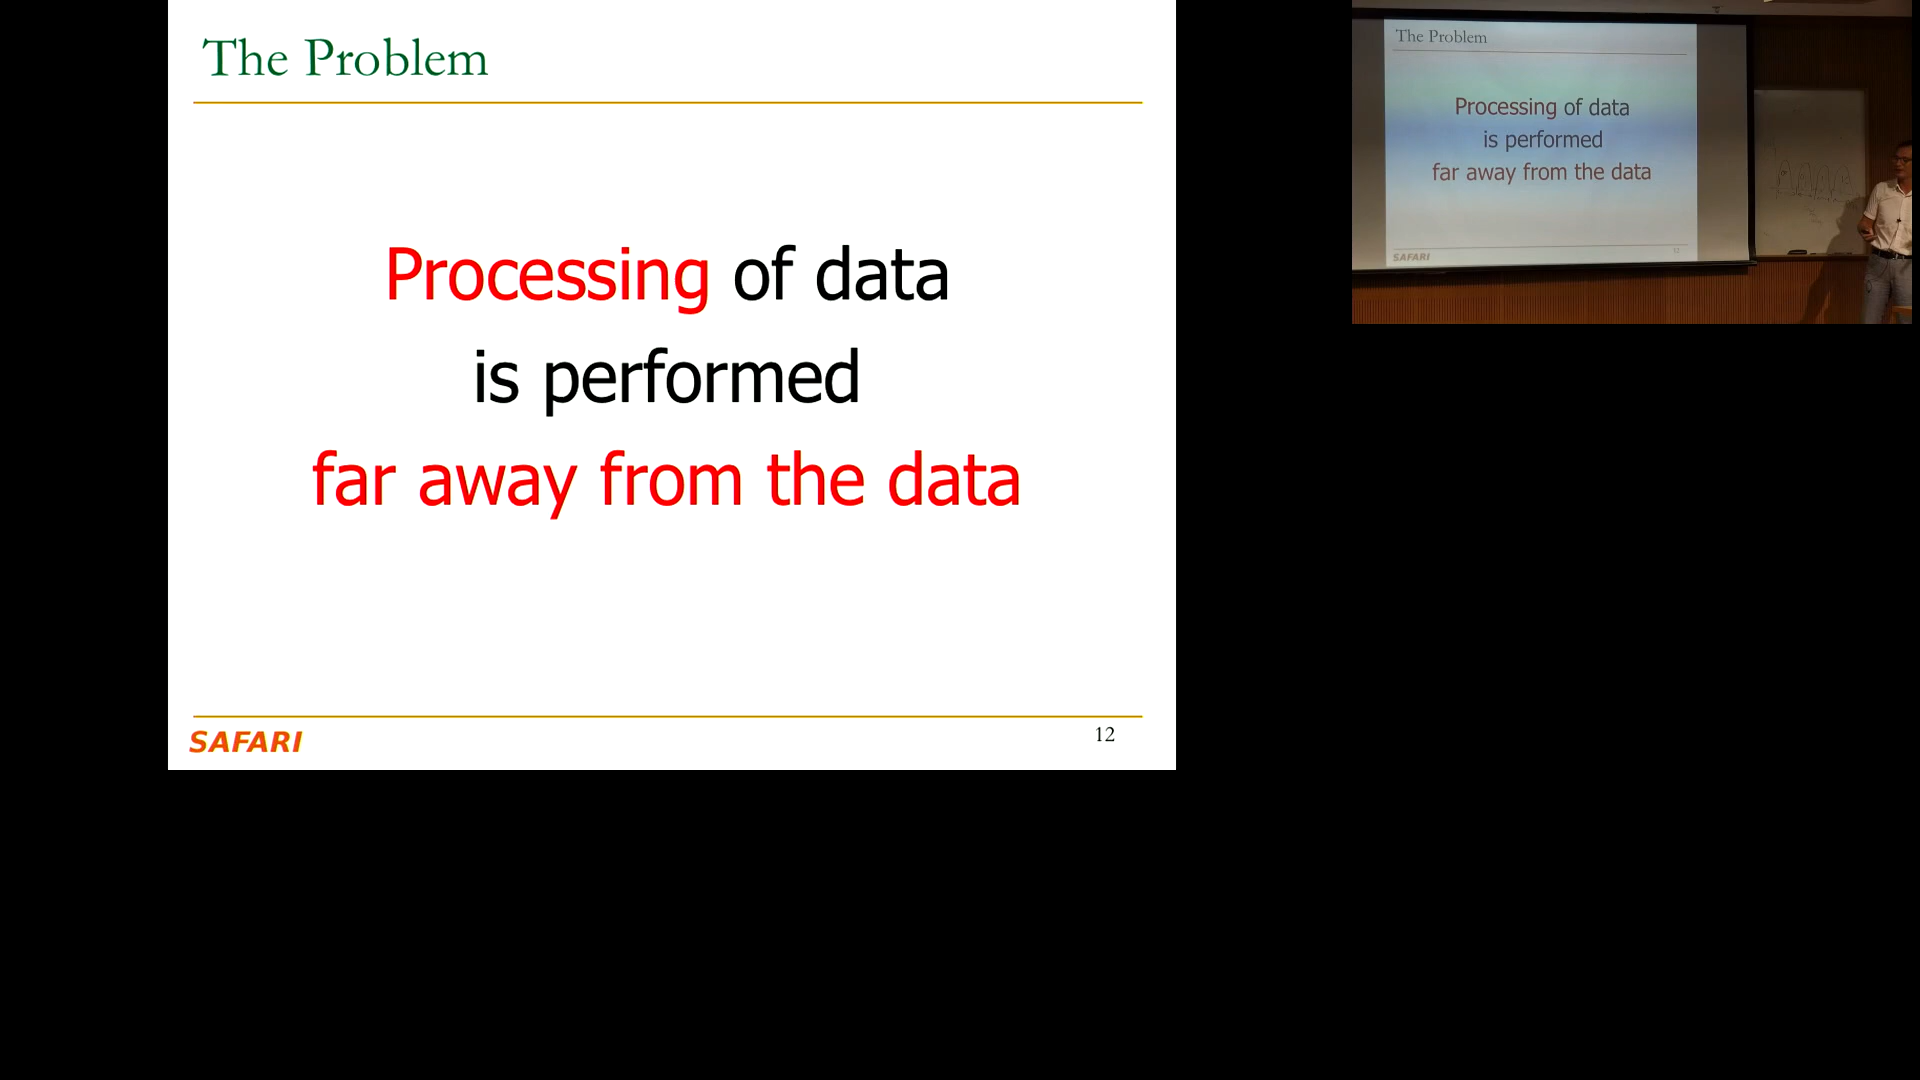 The Problem
Processing of data
is performed
far away from the data
SAFARI
12
The Problem
Processing of data
is performed
far away from the data
SAFARI
12